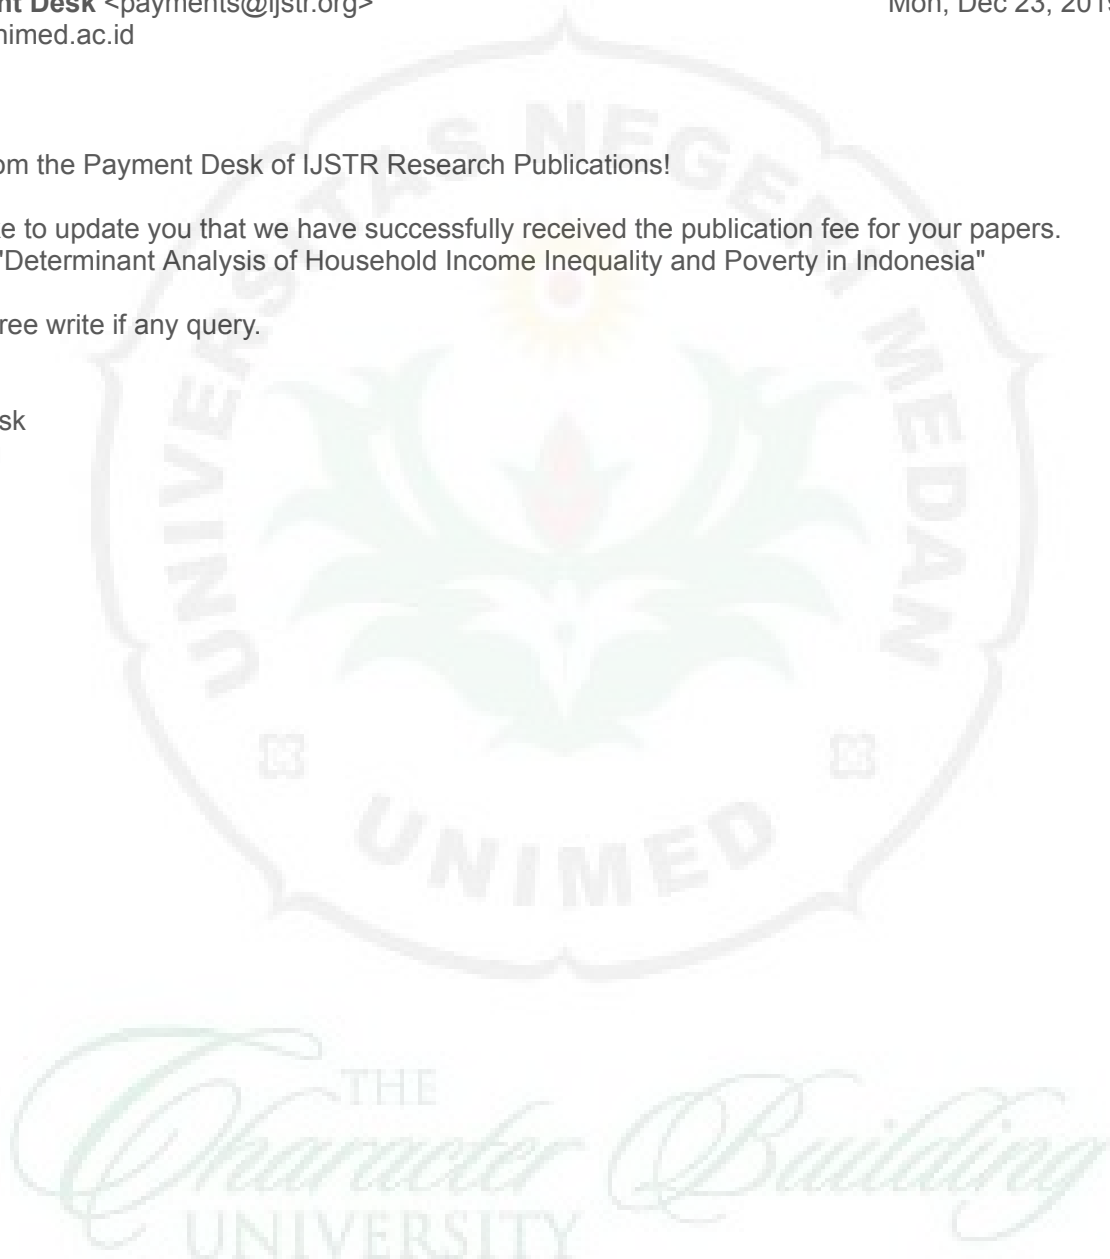 nt Desk <payments@ijstr.org> Mon, Dec 23, 2019
nimed.ac.id
om the Payment Desk of IJSTR Research Publications!
e to update you that we have successfully received the publication fee for your papers.
"Determinant Analysis of Household Income Inequality and Poverty in Indonesia"
ree write if any query.
sk
UNIVERSITAS NEGERI MEDAN
UNIMED
THE
Character Building
UNIVERSITY